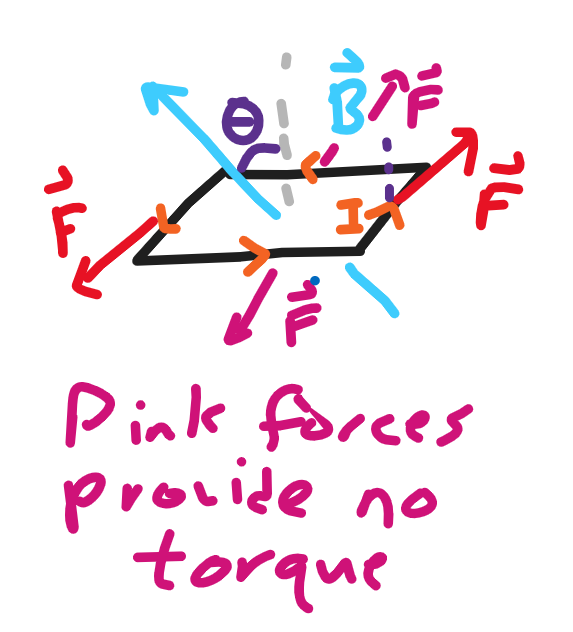 θ
B⃗
F⃗
F⃗
F⃗
I
F⃗
Pink forces
provide no
torque